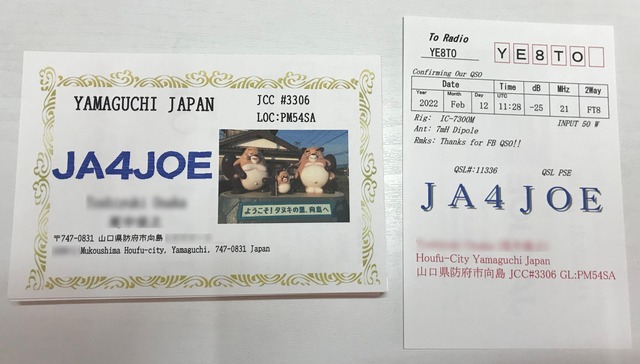 YAMAGUCHI JAPAN
JCC #3306
LOC:PM54SA
JA4JOE
ようこそ!タヌキの里、向島へ
〒747-0831 山口県防府市向島
Mukoushima Houfu-city, Yamaguchi, 747-0831 Japan
To Radio
YE8TO
YE8TO
Confirming Our QSO
Date Time dB MHz 2Way
Year Month Day UTC
2022 Feb 12 11:28 -25 21 FT8
Rig: IC-7300M INPUT 50 W
Ant: 7mH Dipole
Rmks: Thanks for FB QSO!!
QSL#:11336 QSL PSE
JA4JOE
Houfu-City Yamaguchi Japan
山口県防府市向島 JCC#3306 GL:PM54SA